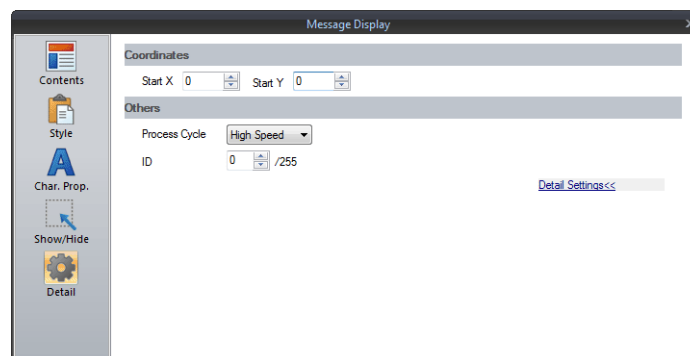 Message Display
Contents
Style
Char. Prop.
Show/Hide
Detail
Coordinates
Start X 0 Start Y 0
Others
Process Cycle High Speed
ID 0 /255
Detail Settings<<